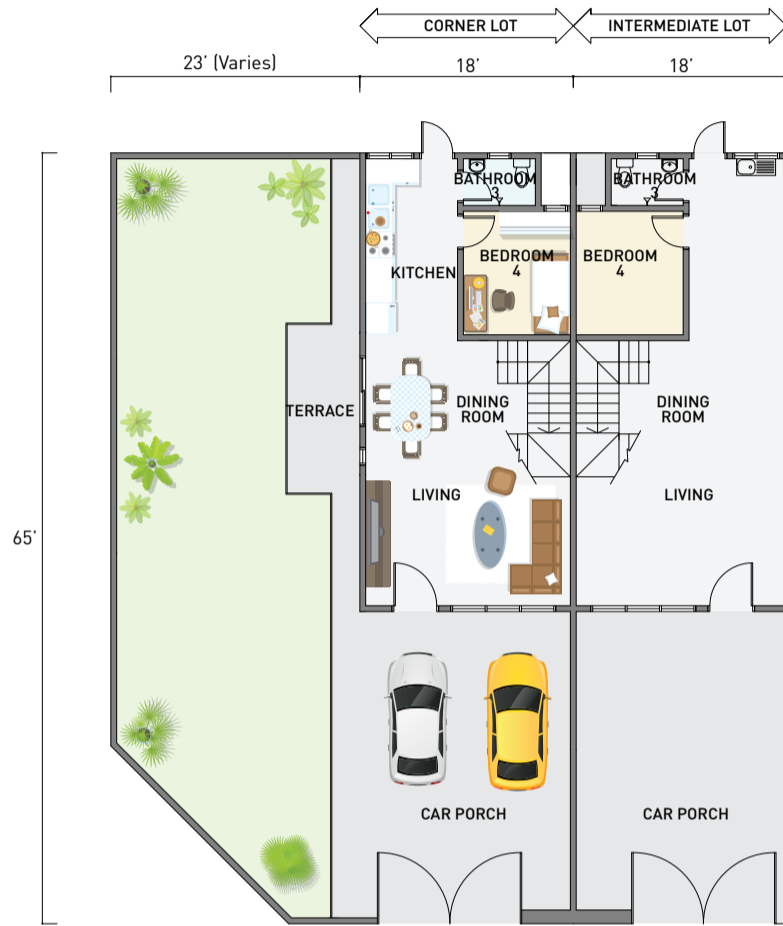 CORNER LOT
INTERMEDIATE LOT
23' (Varies)
18'
18'
BATHROOM
3
BATHROOM
3
BEDROOM
4
BEDROOM
4
KITCHEN
TERRACE
DINING
ROOM
DINING
ROOM
LIVING
LIVING
65'
CAR PORCH
CAR PORCH